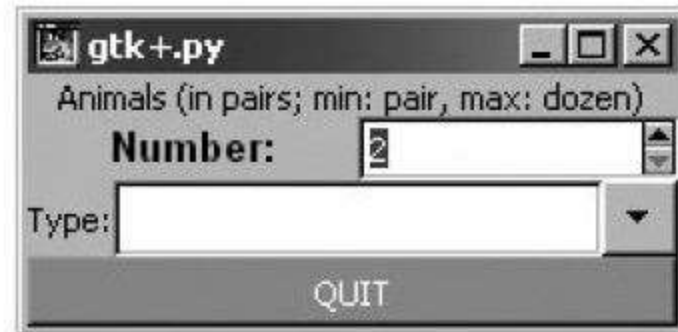 gtk+.py
Animals (in pairs; min: pair, max: dozen)
Number: 2
Type:
QUIT